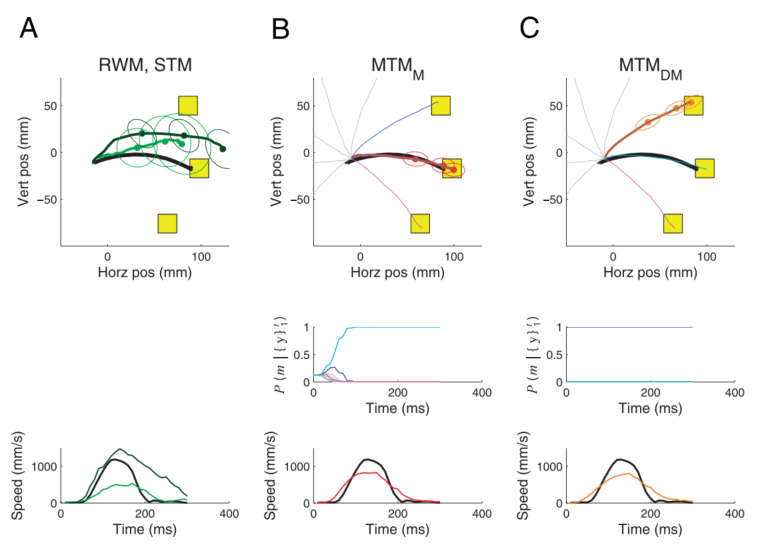 A
B
C
RWM, STM
MTM_M
MTM_DM
Vert pos (mm)
50
0
−50
0
100
Horz pos (mm)
Vert pos (mm)
50
0
−50
0
100
Horz pos (mm)
Vert pos (mm)
50
0
−50
0
100
Horz pos (mm)
P (m | { y}
1
0.5
0
0
200
400
Time (ms)
P (m | { y}
1
0.5
0
0
200
400
Time (ms)
Speed (mm/s)
1000
0
0
200
400
Time (ms)
Speed (mm/s)
1000
0
0
200
400
Time (ms)
Speed (mm/s)
1000
0
0
200
400
Time (ms)